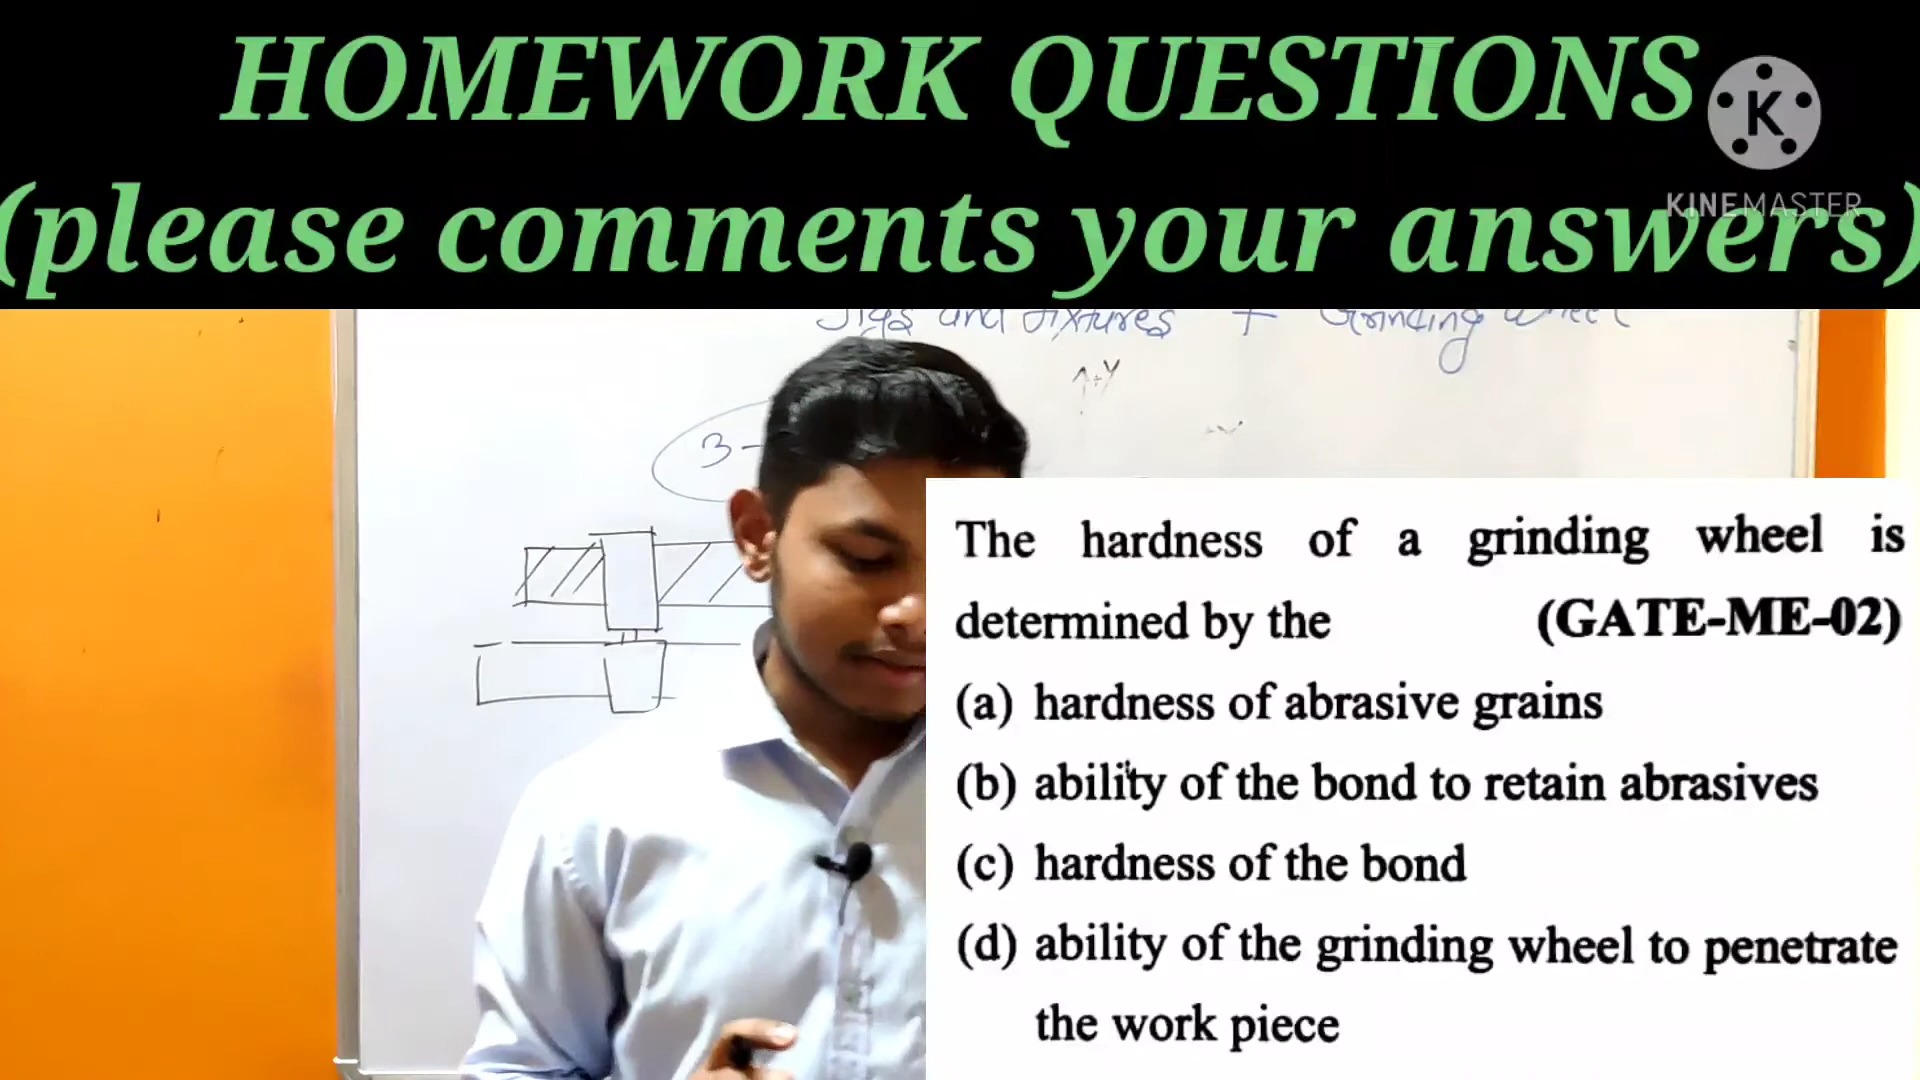 HOMEWORK QUESTIONS
K
KINEMASTER
(please comments your answers)
Jigs and fixtures + Grinding wheel
+y
3-
The hardness of a grinding wheel is
determined by the (GATE-ME-02)
(a) hardness of abrasive grains
(b) ability of the bond to retain abrasives
(c) hardness of the bond
(d) ability of the grinding wheel to penetrate
the work piece